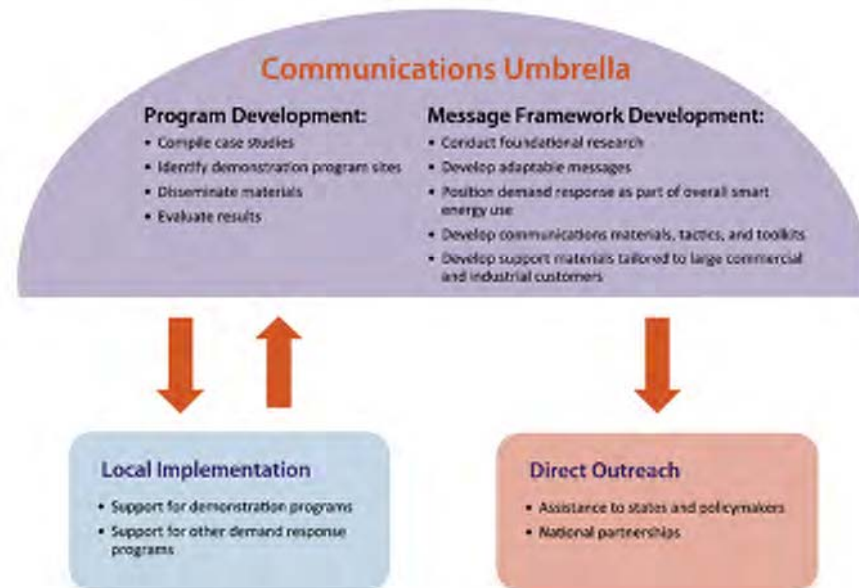 Communications Umbrella
Program Development:
• Compile case studies
• Identify demonstration program sites
• Disseminate materials
• Evaluate results
Message Framework Development:
• Conduct foundational research
• Develop adaptable messages
• Position demand response as part of overall smart
energy use
• Develop communications materials, tactics, and toolkits
• Develop support materials tailored to large commercial
and industrial customers
Local Implementation
• Support for demonstration programs
• Support for other demand response
programs
Direct Outreach
• Assistance to states and policymakers
• National partnerships